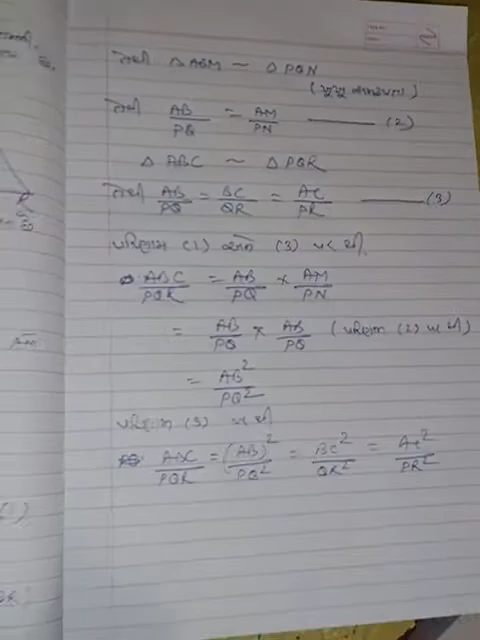 તેથી △ABM ~ △PQN
(ખૂખૂ સમરૂપતા)
તેથી AB/PQ = AM/PN ——— (2)
△ABC ~ △PQR
તેથી AB/PQ = BC/QR = AC/PR ——— (3)
પરિણામ (1) અને (3) પરથી,
ABC/PQR = AB/PQ × AM/PN
= AB/PQ × AB/PQ (પરિણામ (2) પરથી)
= AB²/PQ²
પરિણામ (3) પરથી
ABC/PQR = (AB)²/PQ² = BC²/QR² = AC²/PR²